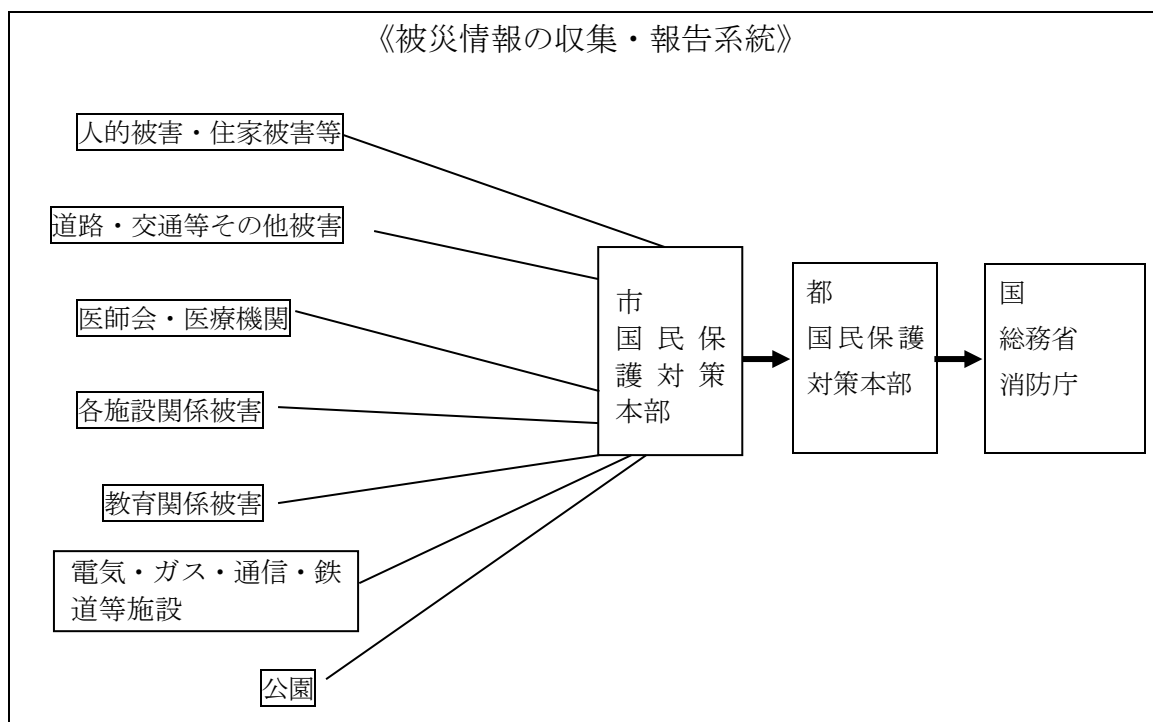 《被災情報の収集・報告系統》
人的被害・住家被害等
道路・交通等その他被害
医師会・医療機関
各施設関係被害
教育関係被害
電気・ガス・通信・鉄
道等施設
公園
市
国民保
護対策
本部
都
国民保護
対策本部
国
総務省
消防庁